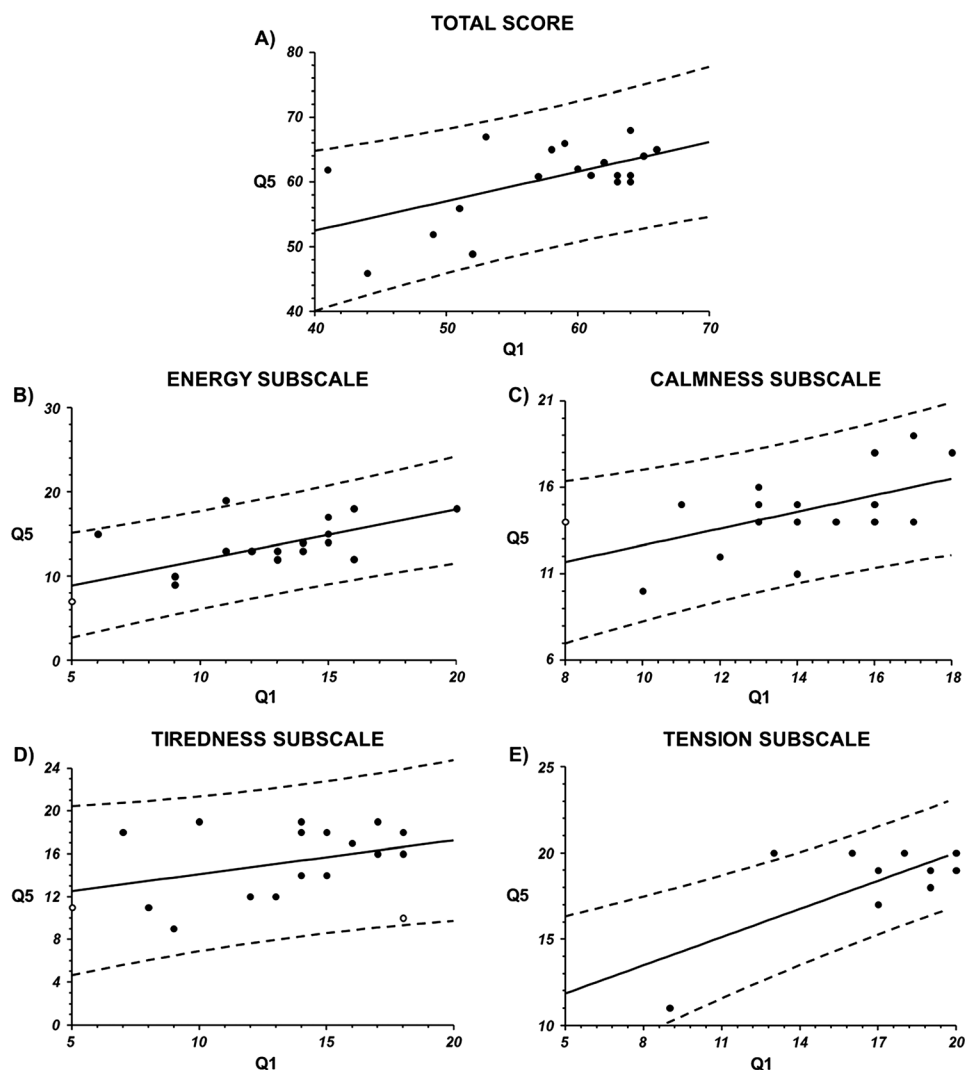 TOTAL SCORE
A)
80
70
60
50
40
Q5
40
50
60
70
Q1
ENERGY SUBSCALE
B)
30
20
10
0
Q5
5
10
15
20
Q1
CALMNESS SUBSCALE
C)
21
16
11
6
Q5
8
10
12
14
16
18
Q1
TIREDNESS SUBSCALE
D)
24
20
16
12
8
4
0
Q5
5
10
15
20
Q1
TENSION SUBSCALE
E)
25
20
15
10
Q5
5
8
11
14
17
20
Q1